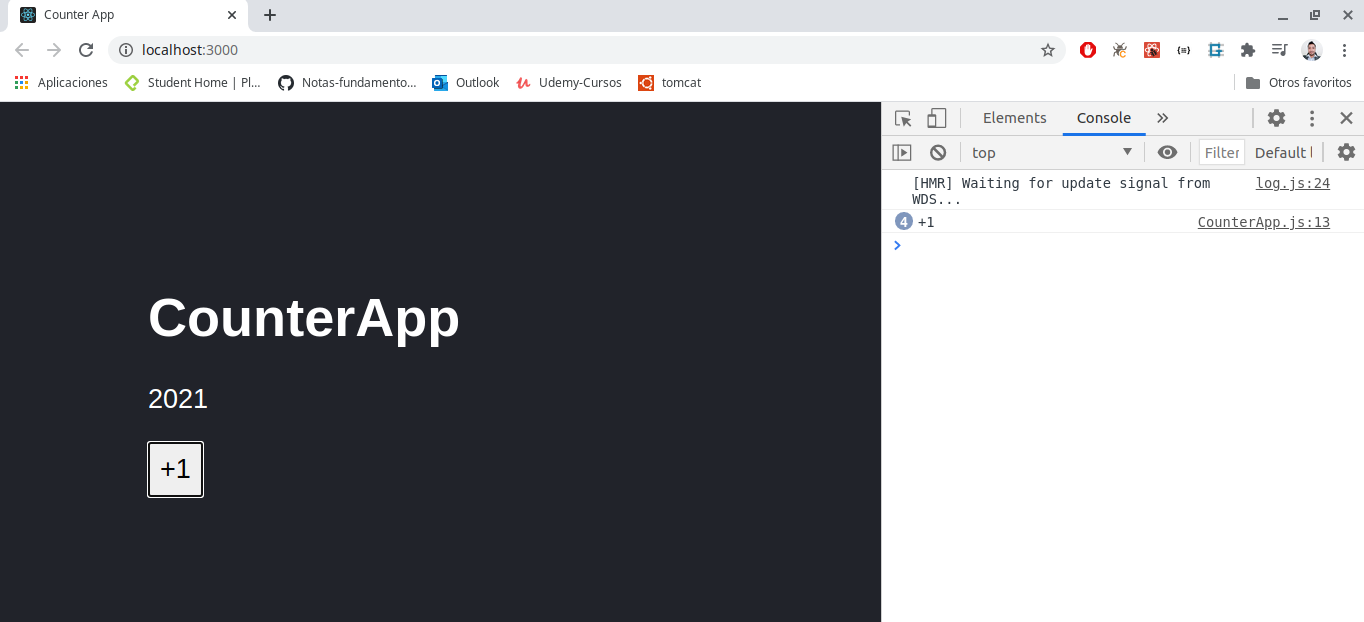 Counter App
localhost:3000
Aplicaciones Student Home | Pl... Notas-fundamento... Outlook Udemy-Cursos tomcat Otros favoritos
Elements Console
top Filter Default l
[HMR] Waiting for update signal from log.js:24
WDS...
4 +1 CounterApp.js:13
CounterApp
2021
+1